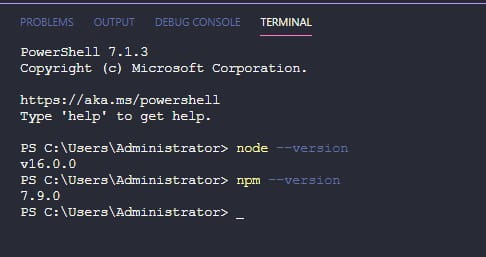 PROBLEMS OUTPUT DEBUG CONSOLE TERMINAL
PowerShell 7.1.3
Copyright (c) Microsoft Corporation.
https://aka.ms/powershell
Type 'help' to get help.
PS C:\Users\Administrator> node --version
v16.0.0
PS C:\Users\Administrator> npm --version
7.9.0
PS C:\Users\Administrator> _